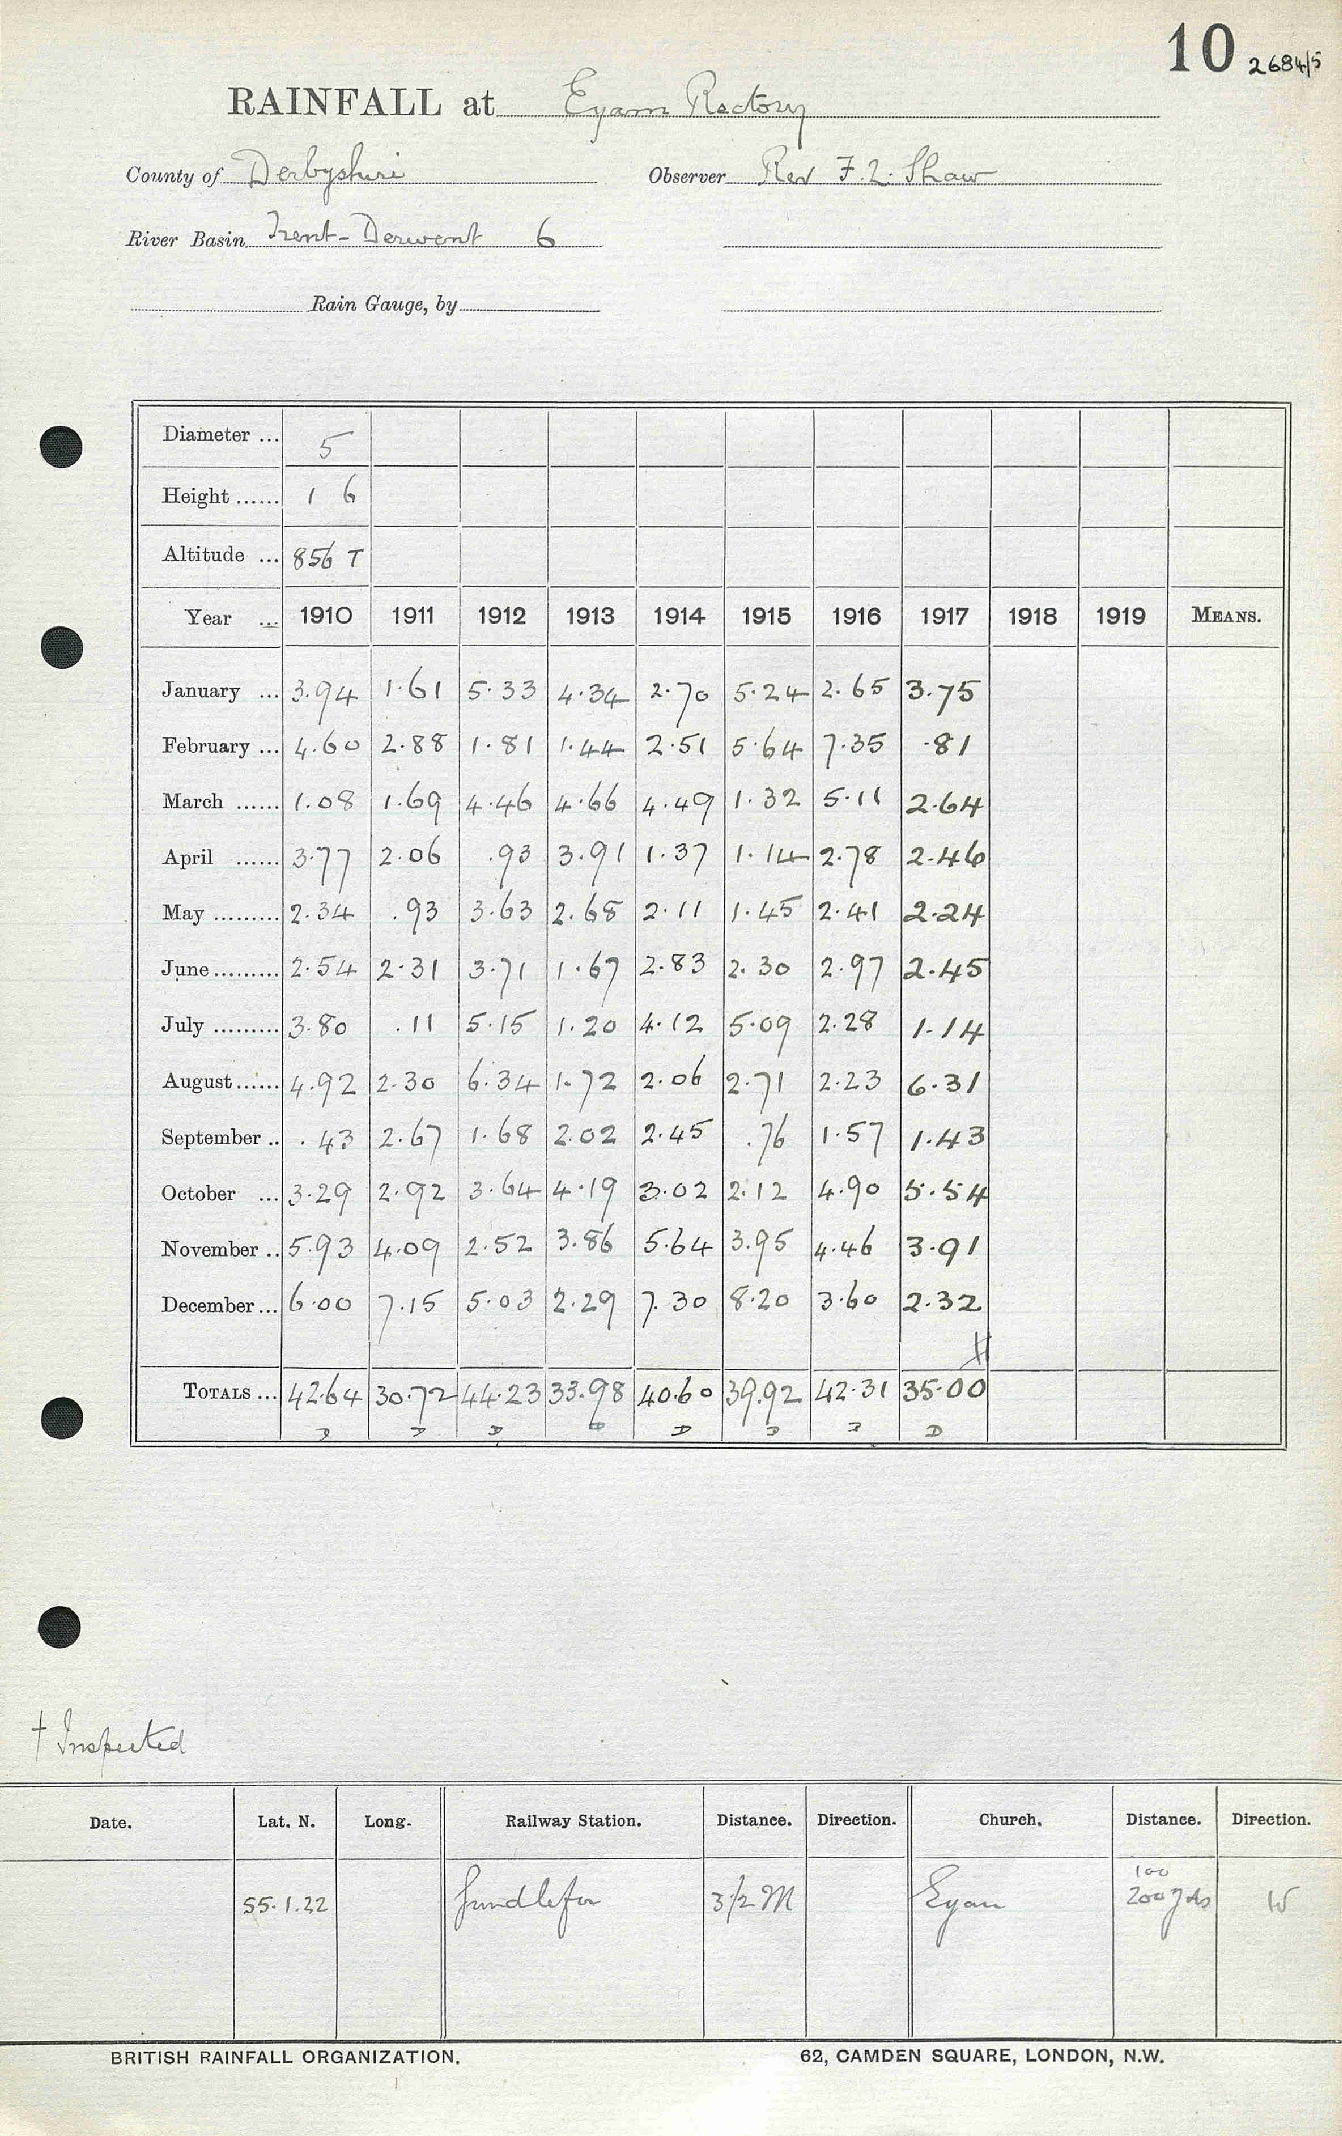 10 2684/5
RAINFALL at Eyam Rectory
County of Derbyshire Observer Rev F. L. Shaw
River Basin Trent - Derwent 6
Rain Gauge, by
Diameter ... 5
Height ...... 1 6
Altitude ... 856 T
Year ... 1910 1911 1912 1913 1914 1915 1916 1917 1918 1919 MEANS.
January ... 3.94 1.61 5.33 4.34 2.70 5.24 2.65 3.75
February ... 4.60 2.88 1.81 1.44 2.51 5.64 7.35 .81
March ...... 1.08 1.69 4.46 4.66 4.49 1.32 5.11 2.64
April ...... 3.77 2.06 .93 3.91 1.37 1.14 2.78 2.46
May ......... 2.34 .93 3.63 2.68 2.11 1.45 2.41 2.24
June ......... 2.54 2.31 3.71 1.67 2.83 2.30 2.97 2.45
July ......... 3.80 .11 5.15 1.20 4.12 5.09 2.28 1.14
August ...... 4.92 2.30 6.34 1.72 2.06 2.71 2.23 6.31
September .. .43 2.67 1.68 2.02 2.45 .76 1.57 1.43
October ... 3.29 2.92 3.64 4.19 3.02 2.12 4.90 5.54
November .. 5.93 4.09 2.52 3.86 5.64 3.95 4.46 3.91
December ... 6.00 7.15 5.03 2.29 7.30 8.20 3.60 2.32
TOTALS ... 42.64 30.72 44.23 33.98 40.60 39.92 42.31 35.00
D D D D D D D D
† Inspected
Date. Lat. N. Long. Railway Station. Distance. Direction. Church. Distance. Direction.
100
55.1.22 3½ M Eyam 200 yds W
BRITISH RAINFALL ORGANIZATION. 62, CAMDEN SQUARE, LONDON, N.W.